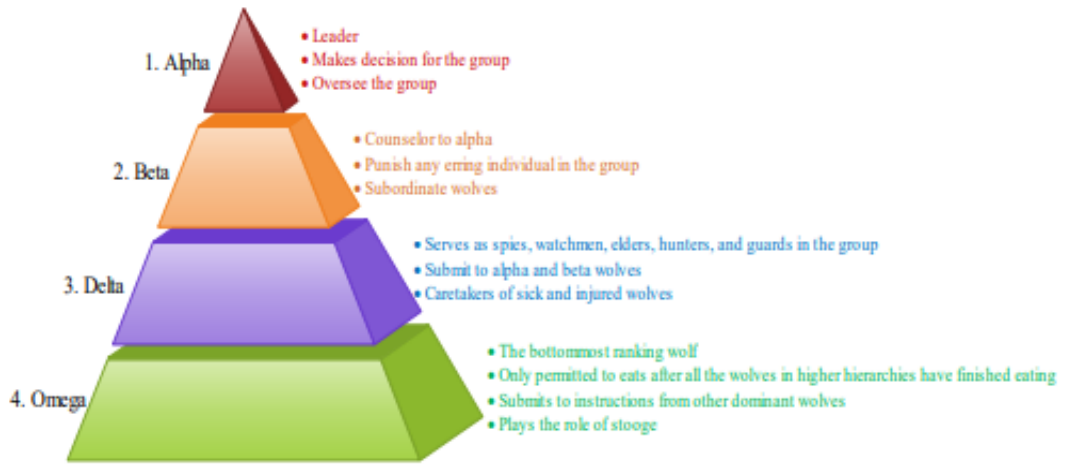 1. Alpha
• Leader
• Makes decision for the group
• Oversee the group
2. Beta
• Counselor to alpha
• Punish any erring individual in the group
• Subordinate wolves
3. Delta
• Serves as spies, watchmen, elders, hunters, and guards in the group
• Submit to alpha and beta wolves
• Caretakers of sick and injured wolves
4. Omega
• The bottommost ranking wolf
• Only permitted to eats after all the wolves in higher hierarchies have finished eating
• Submits to instructions from other dominant wolves
• Plays the role of stooge